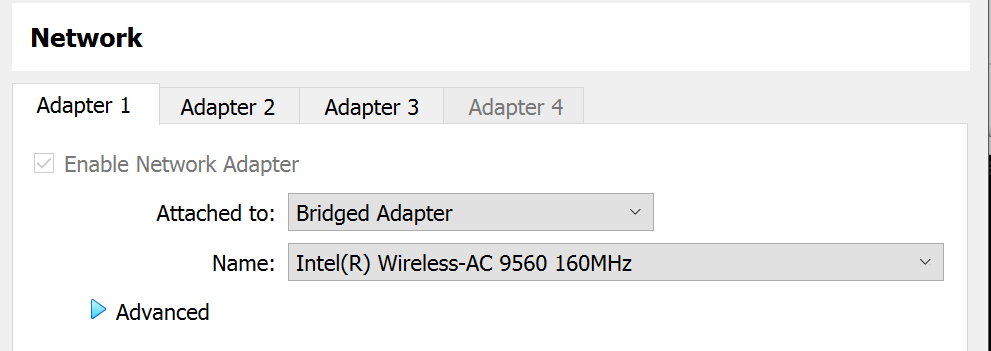 Network
Adapter 1 Adapter 2 Adapter 3 Adapter 4
Enable Network Adapter
Attached to: Bridged Adapter
Name: Intel(R) Wireless-AC 9560 160MHz
Advanced